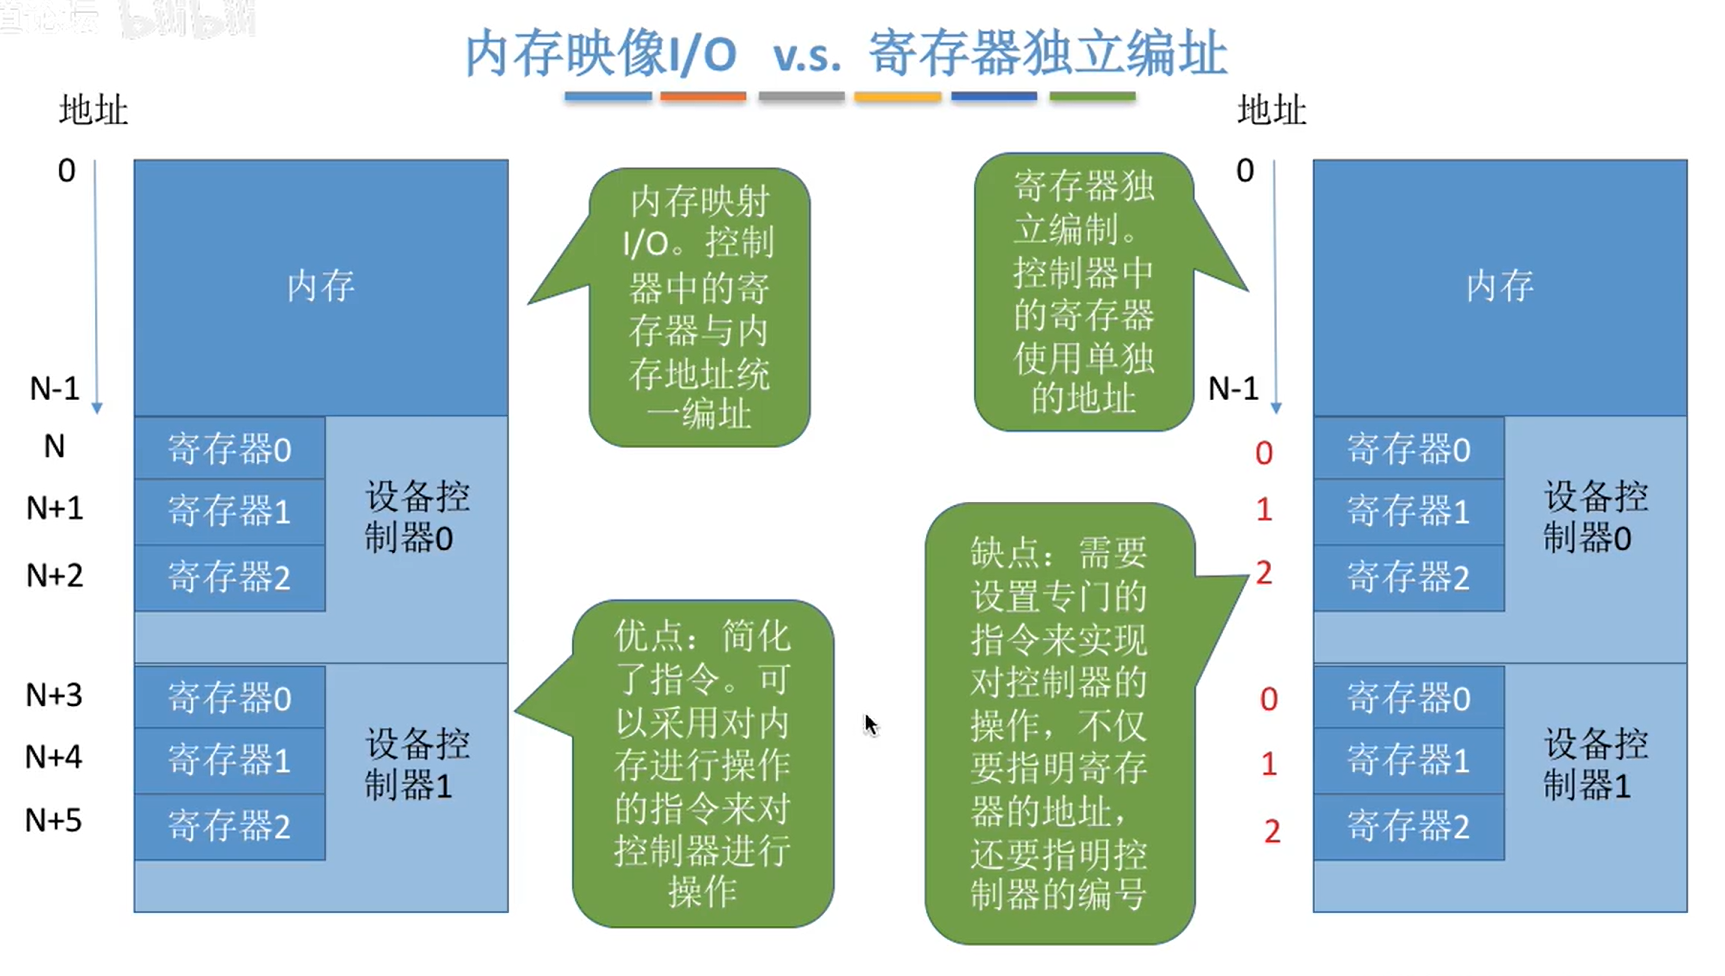 内存映像I/O v.s. 寄存器独立编址
地址
0
N-1
N
N+1
N+2
N+3
N+4
N+5
内存
寄存器0
寄存器1
寄存器2
设备控
制器0
寄存器0
寄存器1
寄存器2
设备控
制器1
内存映射
I/O。控制
器中的寄
存器与内
存地址统
一编址
优点：简化
了指令。可
以采用对内
存进行操作
的指令来对
控制器进行
操作
寄存器独
立编制。
控制器中
的寄存器
使用单独
的地址
缺点：需要
设置专门的
指令来实现
对控制器的
操作，不仅
要指明寄存
器的地址，
还要指明控
制器的编号
地址
0
N-1
0
1
2
0
1
2
内存
寄存器0
寄存器1
寄存器2
设备控
制器0
寄存器0
寄存器1
寄存器2
设备控
制器1